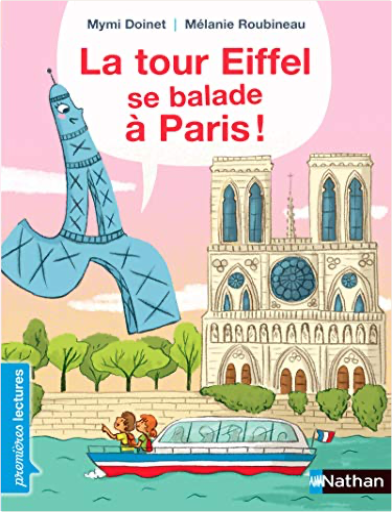 Mymi Doinet | Mélanie Roubineau
La tour Eiffel
se balade
à Paris !
premières lectures
Nathan